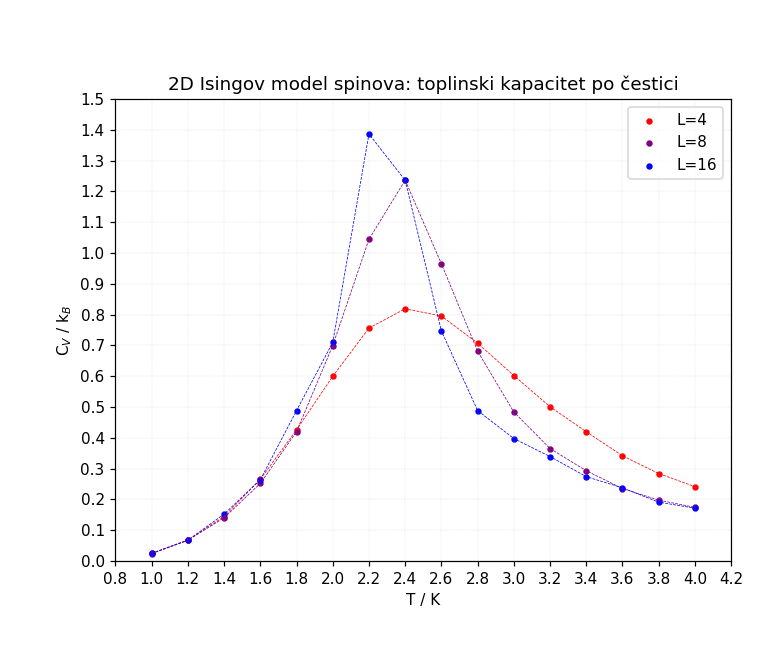 2D Isingov model spinova: toplinski kapacitet po čestici
1.5
1.4
1.3
1.2
1.1
1.0
0.9
0.8
0.7
0.6
0.5
0.4
0.3
0.2
0.1
0.0
C_V / k_B
L=4
L=8
L=16
0.8 1.0 1.2 1.4 1.6 1.8 2.0 2.2 2.4 2.6 2.8 3.0 3.2 3.4 3.6 3.8 4.0 4.2
T / K